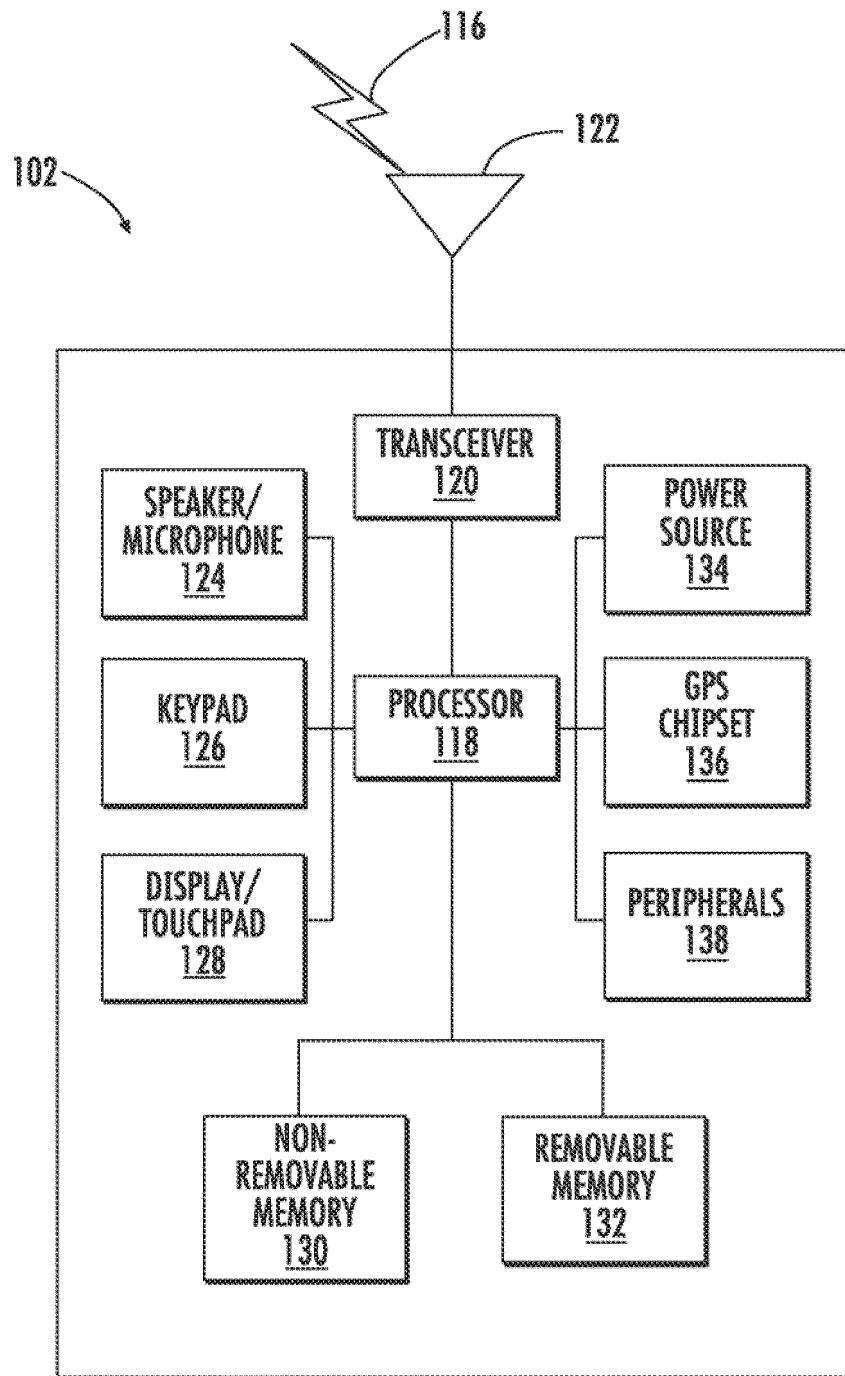 116
122
102
TRANSCEIVER
120
SPEAKER/
MICROPHONE
124
POWER
SOURCE
134
KEYPAD
126
PROCESSOR
118
GPS
CHIPSET
136
DISPLAY/
TOUCHPAD
128
PERIPHERALS
138
NON-
REMOVABLE
MEMORY
130
REMOVABLE
MEMORY
132